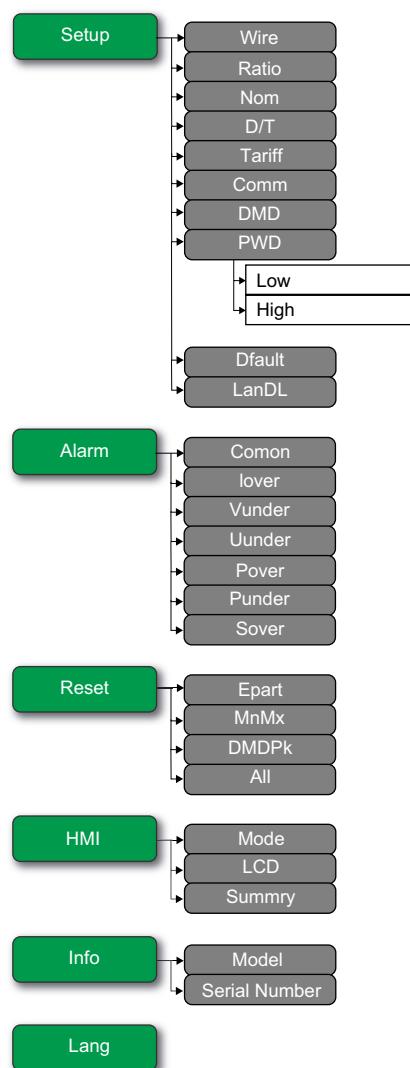 Setup
Wire
Ratio
Nom
D/T
Tariff
Comm
DMD
PWD
Low
High
Dfault
LanDL
Alarm
Comon
Iover
Vunder
Uunder
Pover
Punder
Sover
Reset
Epart
MnMx
DMDPk
All
HMI
Mode
LCD
Summry
Info
Model
Serial Number
Lang